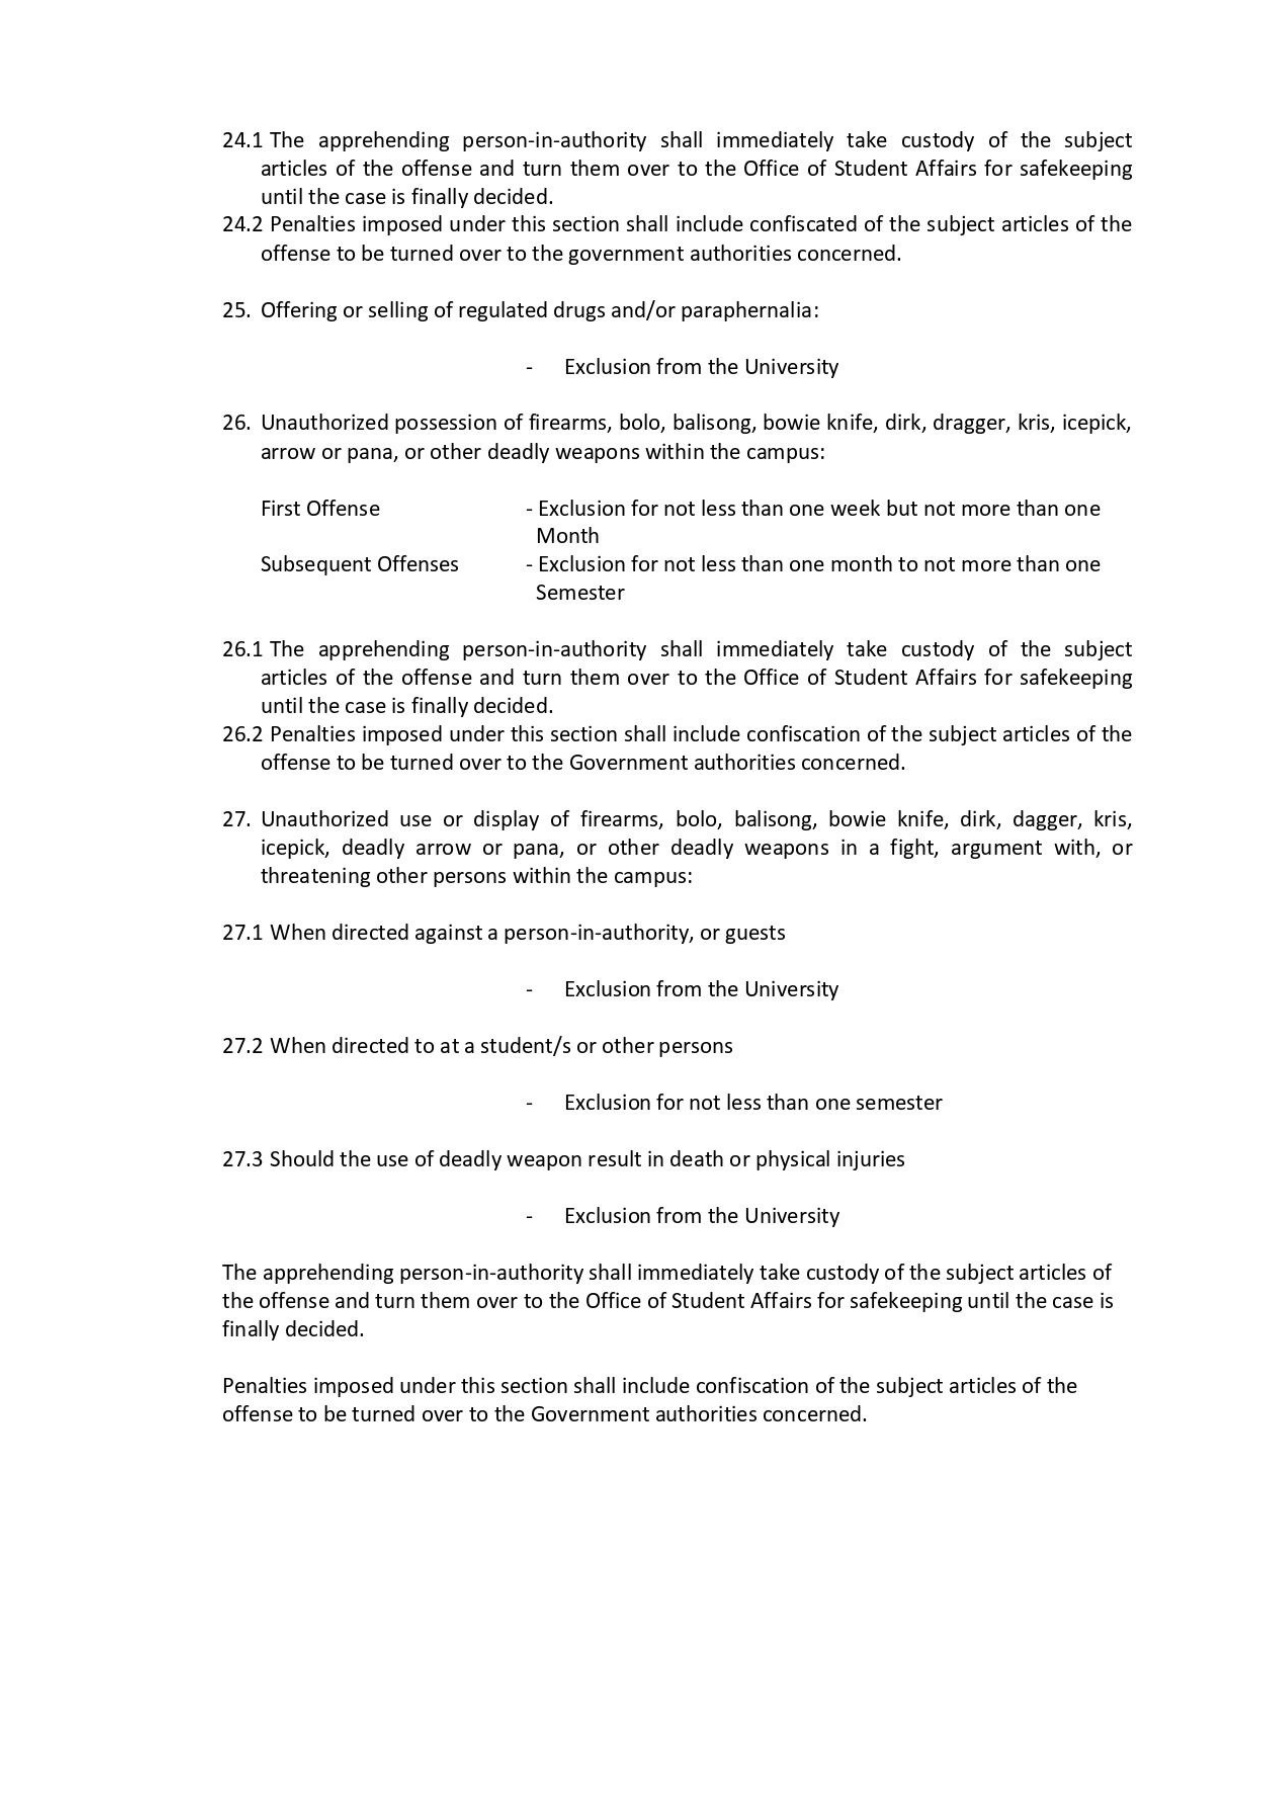 24.1 The apprehending person-in-authority shall immediately take custody of the subject
articles of the offense and turn them over to the Office of Student Affairs for safekeeping
until the case is finally decided.
24.2 Penalties imposed under this section shall include confiscated of the subject articles of the
offense to be turned over to the government authorities concerned.
25. Offering or selling of regulated drugs and/or paraphernalia:
- Exclusion from the University
26. Unauthorized possession of firearms, bolo, balisong, bowie knife, dirk, dragger, kris, icepick,
arrow or pana, or other deadly weapons within the campus:
First Offense - Exclusion for not less than one week but not more than one
Month
Subsequent Offenses - Exclusion for not less than one month to not more than one
Semester
26.1 The apprehending person-in-authority shall immediately take custody of the subject
articles of the offense and turn them over to the Office of Student Affairs for safekeeping
until the case is finally decided.
26.2 Penalties imposed under this section shall include confiscation of the subject articles of the
offense to be turned over to the Government authorities concerned.
27. Unauthorized use or display of firearms, bolo, balisong, bowie knife, dirk, dagger, kris,
icepick, deadly arrow or pana, or other deadly weapons in a fight, argument with, or
threatening other persons within the campus:
27.1 When directed against a person-in-authority, or guests
- Exclusion from the University
27.2 When directed to at a student/s or other persons
- Exclusion for not less than one semester
27.3 Should the use of deadly weapon result in death or physical injuries
- Exclusion from the University
The apprehending person-in-authority shall immediately take custody of the subject articles of
the offense and turn them over to the Office of Student Affairs for safekeeping until the case is
finally decided.
Penalties imposed under this section shall include confiscation of the subject articles of the
offense to be turned over to the Government authorities concerned.